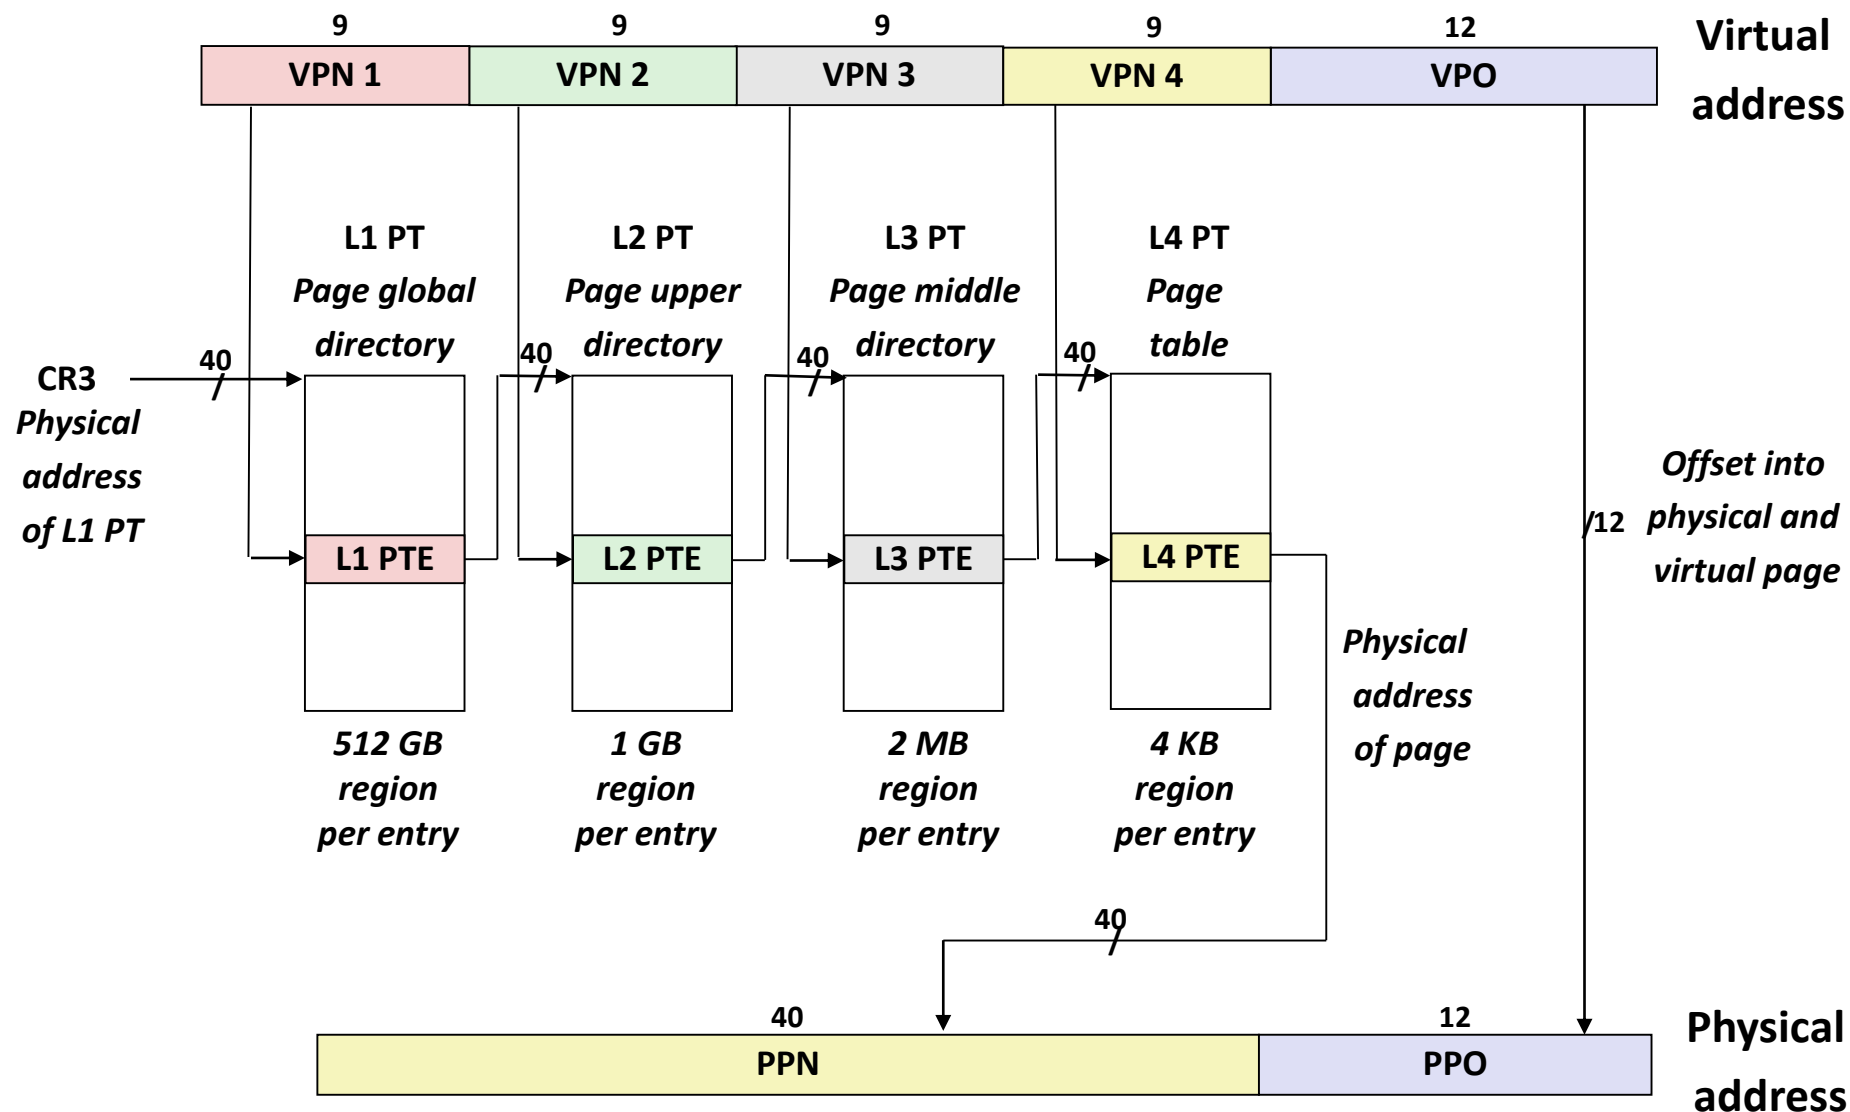 9 9 9 9 12
VPN 1 VPN 2 VPN 3 VPN 4 VPO
Virtual
address
L1 PT
Page global
directory
L2 PT
Page upper
directory
L3 PT
Page middle
directory
L4 PT
Page
table
CR3
Physical
address
of L1 PT
40
/
40
/
40
/
40
/
L1 PTE L2 PTE L3 PTE L4 PTE
/12
Offset into
physical and
virtual page
512 GB
region
per entry
1 GB
region
per entry
2 MB
region
per entry
4 KB
region
per entry
Physical
address
of page
40
/
40 12
PPN PPO
Physical
address